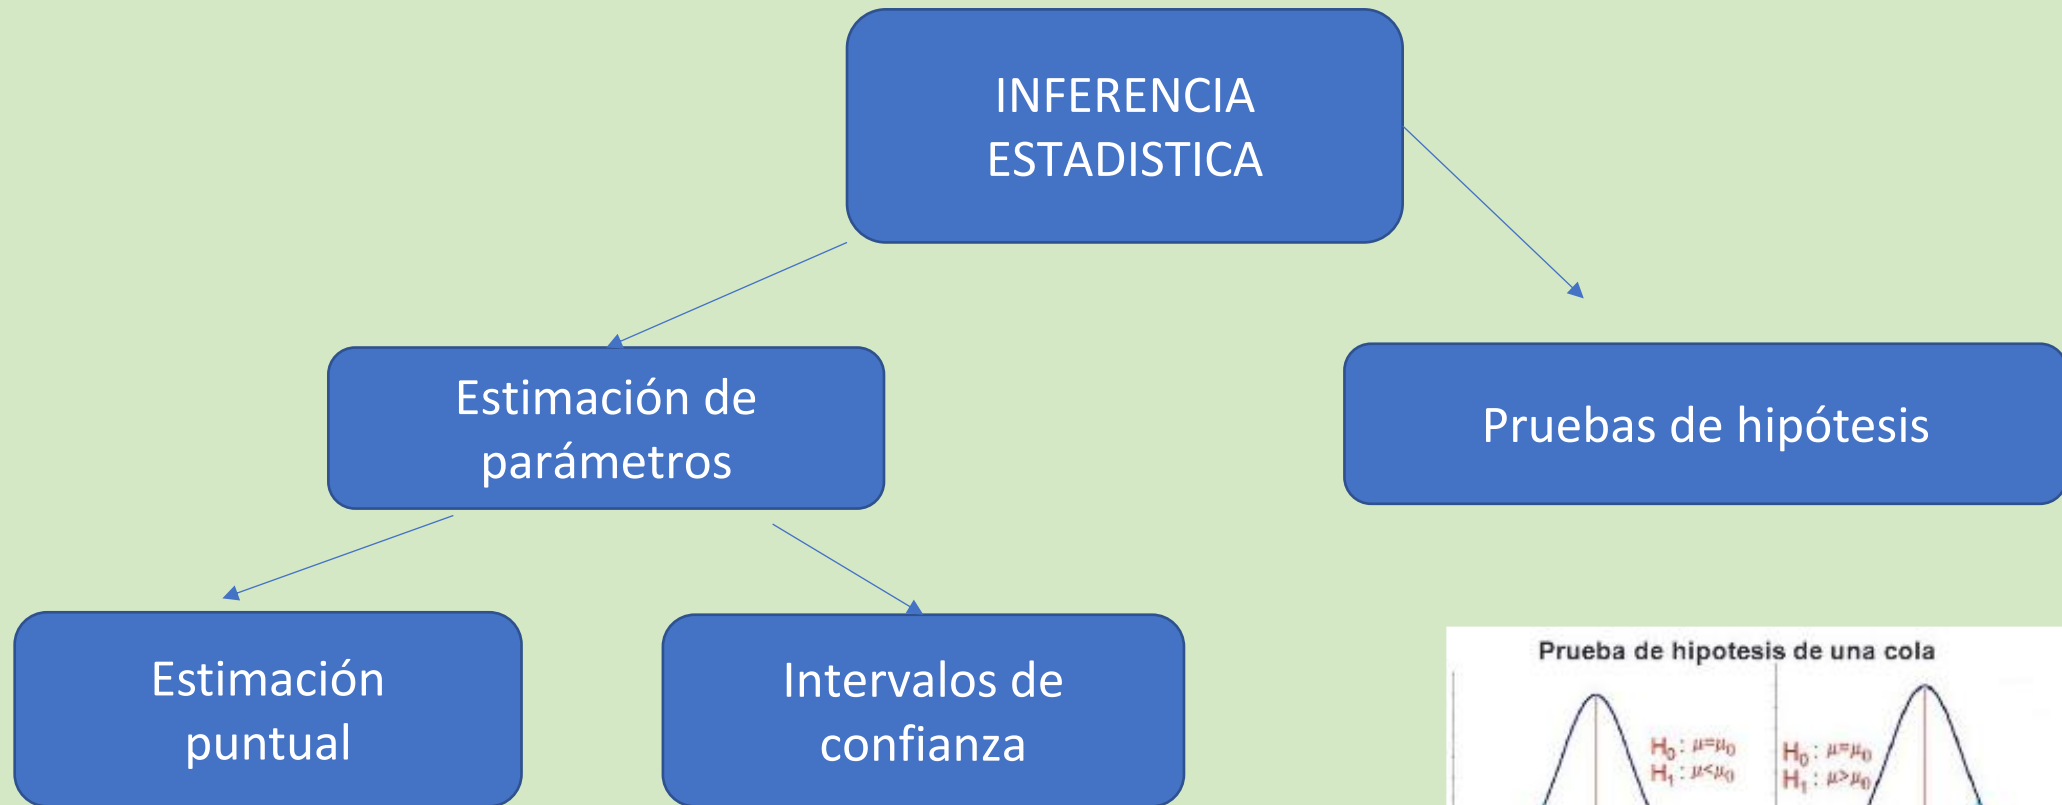 INFERENCIA
ESTADISTICA
Estimación de
parámetros
Pruebas de hipótesis
Estimación
puntual
Intervalos de
confianza
Prueba de hipotesis de una cola
H₀ : μ=μ₀
H₁ : μ<μ₀
H₀ : μ=μ₀
H₁ : μ>μ₀